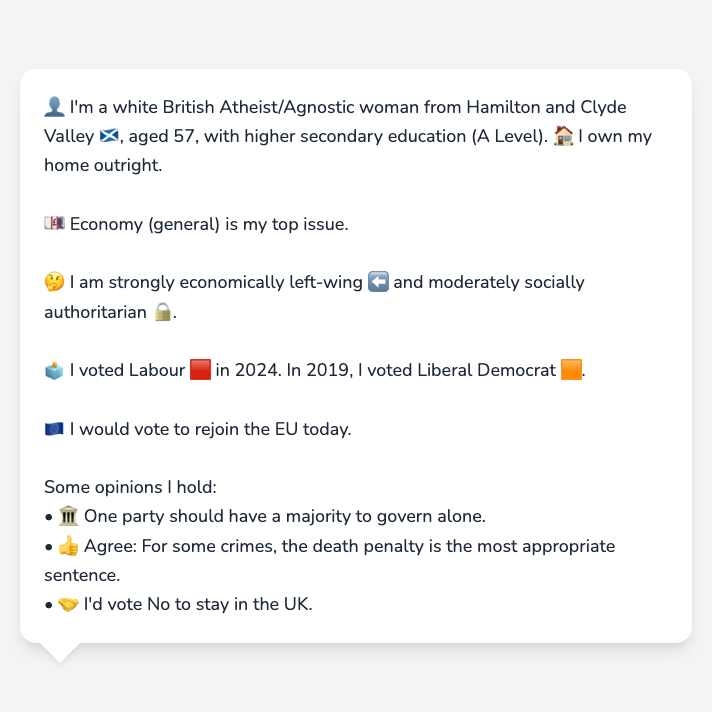 👤 I'm a white British Atheist/Agnostic woman from Hamilton and Clyde
Valley 🏴󠁧󠁢󠁳󠁣󠁴󠁿, aged 57, with higher secondary education (A Level). 🏠 I own my
home outright.
💷 Economy (general) is my top issue.
🤔 I am strongly economically left-wing ⬅️ and moderately socially
authoritarian 🔒.
🗳️ I voted Labour 🟥 in 2024. In 2019, I voted Liberal Democrat 🟧.
🇪🇺 I would vote to rejoin the EU today.
Some opinions I hold:
• 🏛️ One party should have a majority to govern alone.
• 👍 Agree: For some crimes, the death penalty is the most appropriate
sentence.
• 🤝 I'd vote No to stay in the UK.